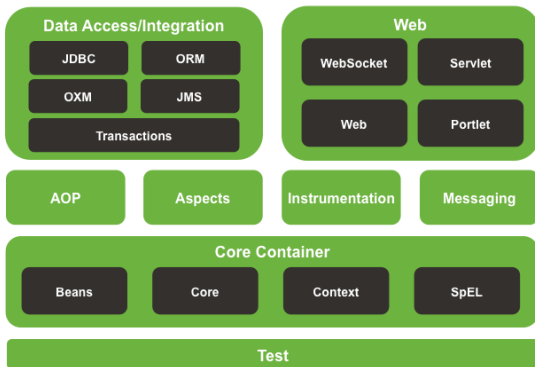 Data Access/Integration
JDBC
ORM
OXM
JMS
Transactions
Web
WebSocket
Servlet
Web
Portlet
AOP
Aspects
Instrumentation
Messaging
Core Container
Beans
Core
Context
SpEL
Test